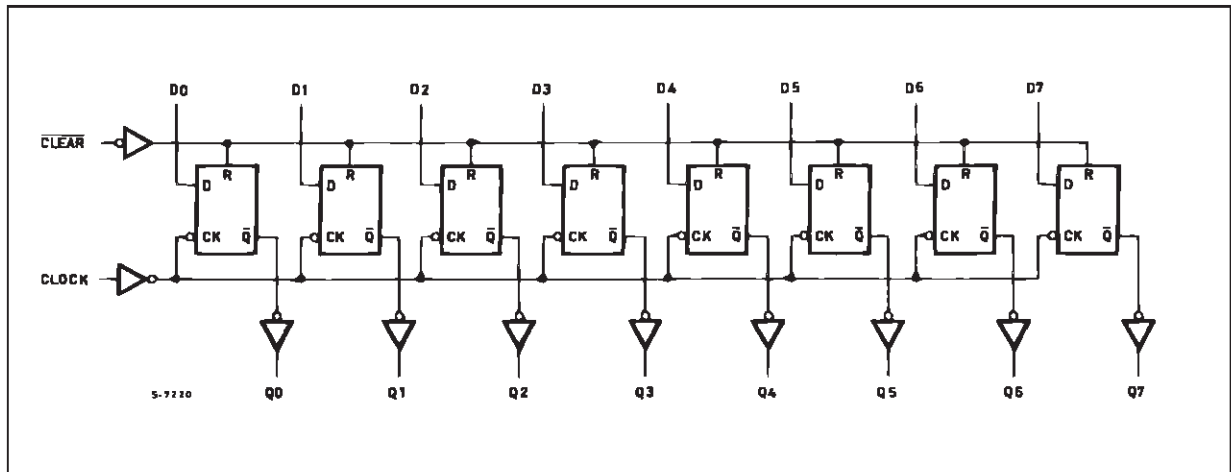 D0 D1 D2 D3 D4 D5 D6 D7
C̅L̅E̅A̅R̅
R R R R R R R R
D D D D D D D D
CK Q̅ CK Q̅ CK Q̅ CK Q̅ CK Q̅ CK Q̅ CK Q̅ CK Q̅
CLOCK
S-7220 Q0 Q1 Q2 Q3 Q4 Q5 Q6 Q7